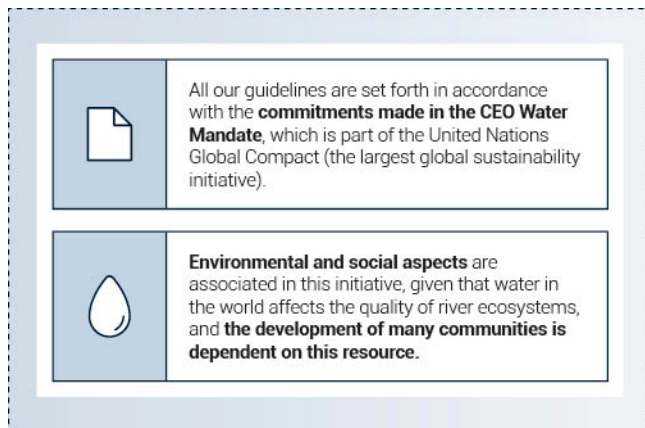 All our guidelines are set forth in accordance
with the commitments made in the CEO Water
Mandate, which is part of the United Nations
Global Compact (the largest global sustainability
initiative).
Environmental and social aspects are
associated in this initiative, given that water in
the world affects the quality of river ecosystems,
and the development of many communities is
dependent on this resource.